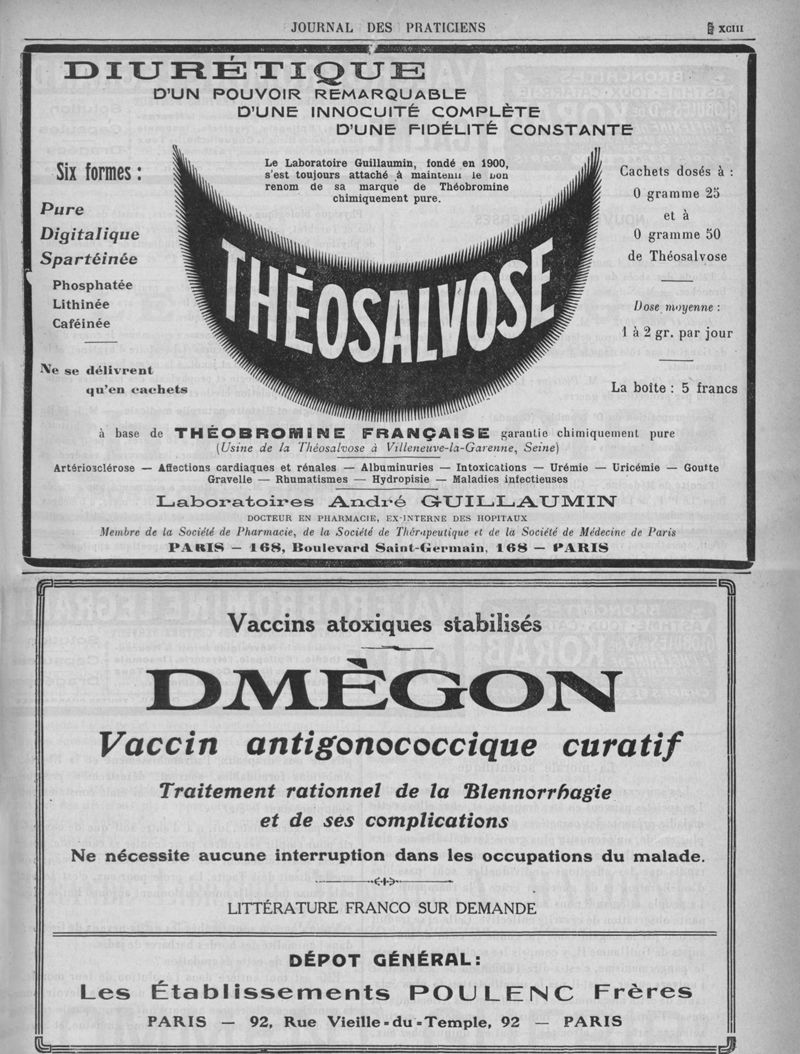 JOURNAL DES PRATICIENS
XCIII
DIURÉTIQUE
D'UN POUVOIR REMARQUABLE
D'UNE INNOCUITÉ COMPLÈTE
D'UNE FIDÉLITÉ CONSTANTE
Six formes :
Pure
Digitalique
Spartéinée
Phosphatée
Lithinée
Caféinée
Ne se délivrent
qu'en cachets
Le Laboratoire Guillaumin, fondé en 1900,
s'est toujours attaché à maintenir le bon
renom de sa marque de Théobromine
chimiquement pure.
THÉOSALVOSE
Cachets dosés à :
0 gramme 25
et à
0 gramme 50
de Théosalvose
Dose moyenne :
1 à 2 gr. par jour
La boîte : 5 francs
à base de THÉOBROMINE FRANÇAISE garantie chimiquement pure
(Usine de la Théosalvose à Villeneuve-la-Garenne, Seine)
Artériosclérose — Affections cardiaques et rénales — Albuminuries — Intoxications — Urémie — Uricémie — Goutte
Gravelle — Rhumatismes — Hydropisie — Maladies infectieuses
Laboratoires André GUILLAUMIN
DOCTEUR EN PHARMACIE, EX-INTERNE DES HOPITAUX
Membre de la Société de Pharmacie, de la Société de Thérapeutique et de la Société de Médecine de Paris
PARIS — 168, Boulevard Saint-Germain, 168 — PARIS
Vaccins atoxiques stabilisés
DMÈGON
Vaccin antigonococcique curatif
Traitement rationnel de la Blennorrhagie
et de ses complications
Ne nécessite aucune interruption dans les occupations du malade.
LITTÉRATURE FRANCO SUR DEMANDE
DÉPOT GÉNÉRAL:
Les Établissements POULENC Frères
PARIS — 92, Rue Vieille-du-Temple, 92 — PARIS